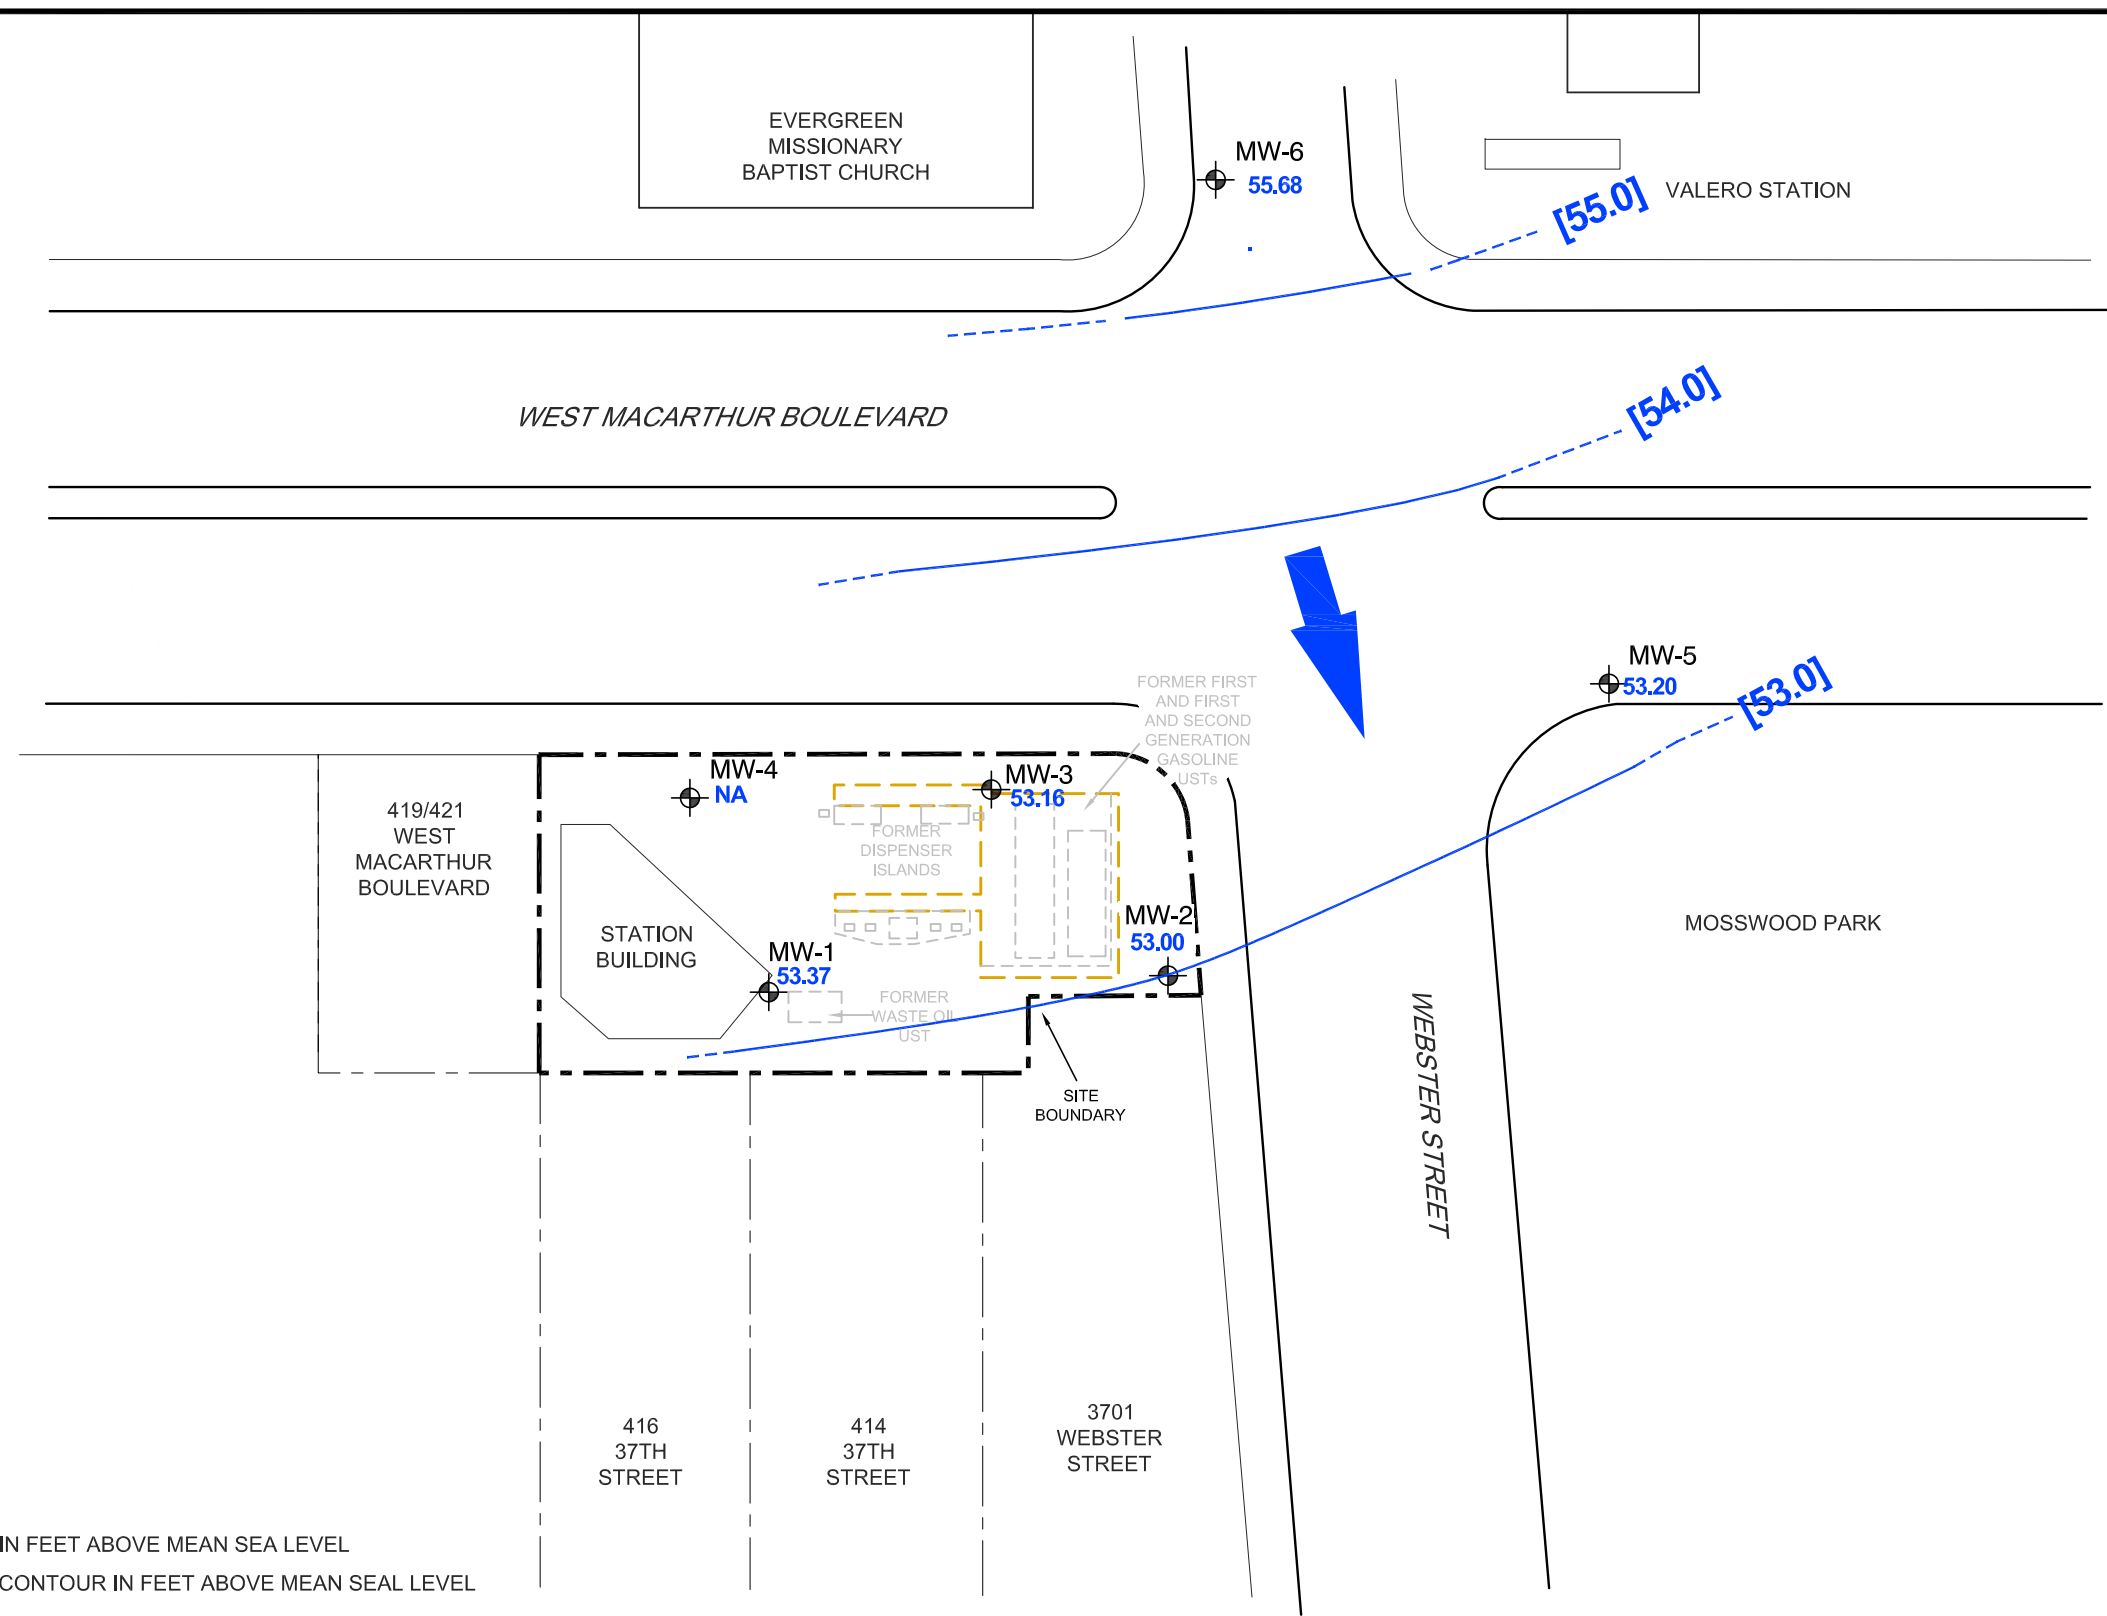 EVERGREEN
MISSIONARY
BAPTIST CHURCH
MW-6
55.68
[55.0]
VALERO STATION
WEST MACARTHUR BOULEVARD
[54.0]
MW-5
53.20
[53.0]
FORMER FIRST
AND FIRST
AND SECOND
GENERATION
GASOLINE
USTs
MW-4
NA
MW-3
53.16
419/421
WEST
MACARTHUR
BOULEVARD
FORMER
DISPENSER
ISLANDS
STATION
BUILDING
MW-2
53.00
MOSSWOOD PARK
MW-1
53.37
FORMER
WASTE OIL
UST
WEBSTER STREET
SITE
BOUNDARY
416
37TH
STREET
414
37TH
STREET
3701
WEBSTER
STREET
IN FEET ABOVE MEAN SEA LEVEL
CONTOUR IN FEET ABOVE MEAN SEAL LEVEL